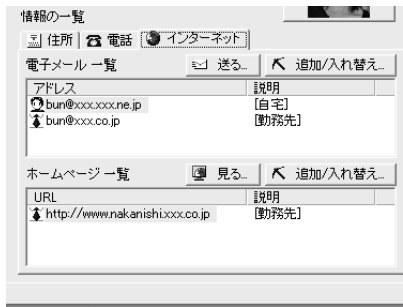 情報の一覧
住所 電話 インターネット
電子メール 一覧 送る... 追加/入れ替え...
アドレス 説明
bun@xxx.xxx.ne.jp [自宅]
bun@xxx.co.jp [勤務先]
ホームページ 一覧 見る... 追加/入れ替え...
URL 説明
http://www.nakanishi.xxx.co.jp [勤務先]